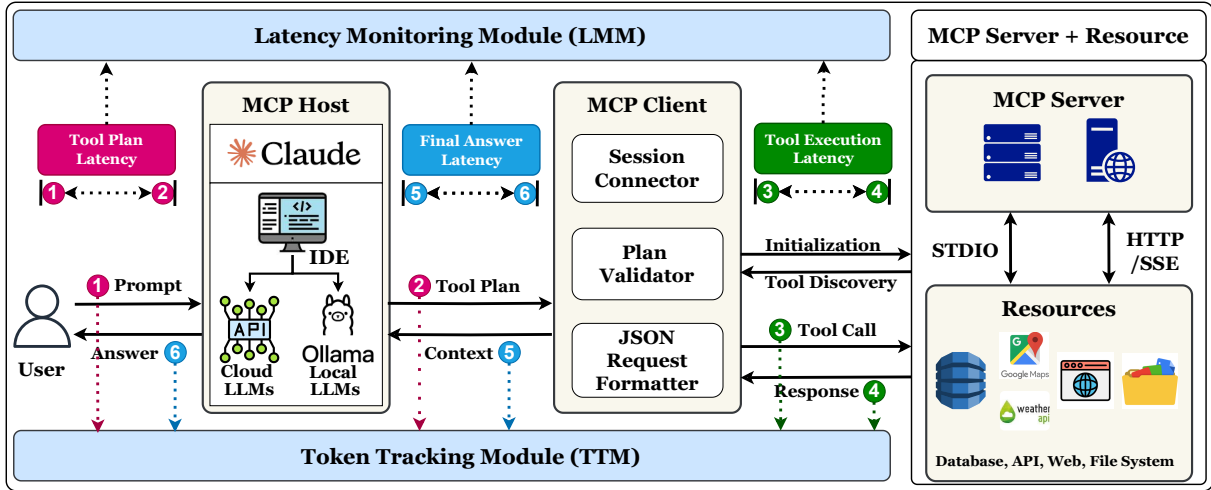 Latency Monitoring Module (LMM)
MCP Server + Resource
Tool Plan
Latency
1
2
MCP Host
Claude
</>
IDE
API
Cloud
LLMs
Ollama
Local
LLMs
Final Answer
Latency
5
6
MCP Client
Session
Connector
Plan
Validator
JSON
Request
Formatter
Tool Execution
Latency
3
4
MCP Server
STDIO
HTTP
/SSE
Resources
Google Maps
weather
api
Database, API, Web, File System
User
1 Prompt
Answer 6
2 Tool Plan
Context 5
Initialization
Tool Discovery
3 Tool Call
Response 4
Token Tracking Module (TTM)